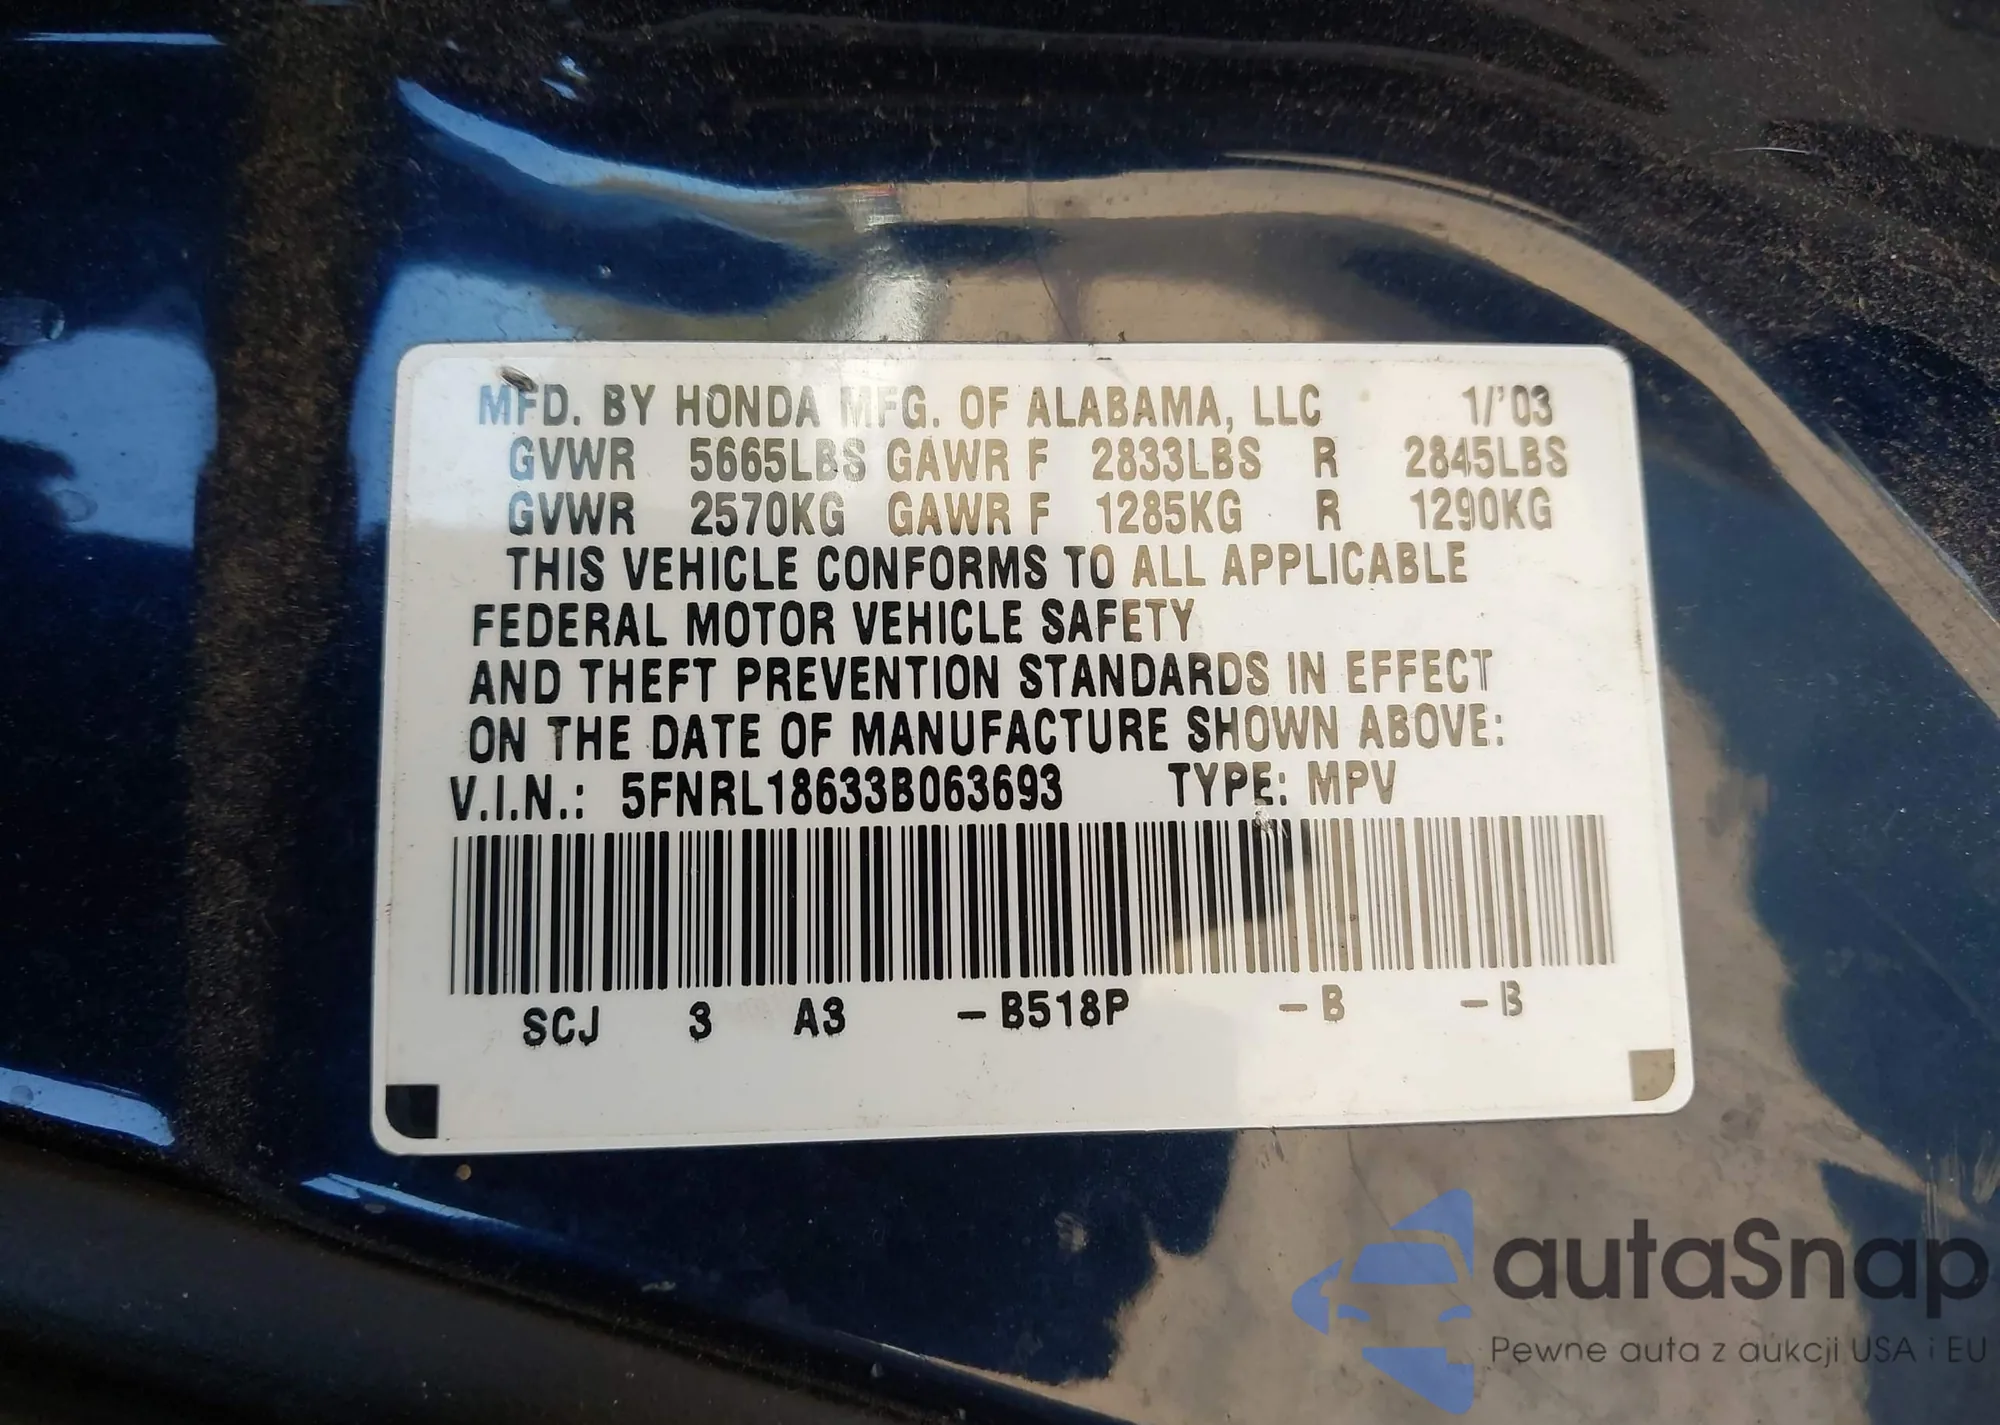 MFD. BY HONDA MFG. OF ALABAMA, LLC 1/'03
GVWR 5665LBS GAWR F 2833LBS R 2845LBS
GVWR 2570KG GAWR F 1285KG R 1290KG
THIS VEHICLE CONFORMS TO ALL APPLICABLE
FEDERAL MOTOR VEHICLE SAFETY
AND THEFT PREVENTION STANDARDS IN EFFECT
ON THE DATE OF MANUFACTURE SHOWN ABOVE:
V.I.N.: 5FNRL18633B063693 TYPE: MPV
SCJ 3 A3 -B518P -B -B
autaSnap
Pewne auta z aukcji USA i EU